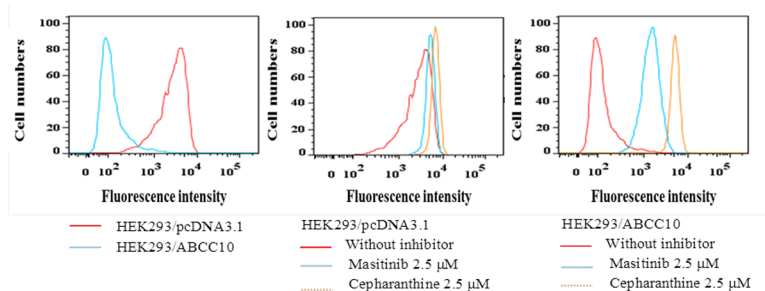 Cell numbers
100
80
60
40
20
0
0 10² 10³ 10⁴ 10⁵
Fluorescence intensity
HEK293/pcDNA3.1
HEK293/ABCC10
Cell numbers
100
80
60
40
20
0
0 10² 10³ 10⁴ 10⁵
Fluorescence intensity
HEK293/pcDNA3.1
Without inhibitor
Masitinib 2.5 µM
Cepharanthine 2.5 µM
Cell numbers
100
80
60
40
20
0
0 10² 10³ 10⁴ 10⁵
Fluorescence intensity
HEK293/ABCC10
Without inhibitor
Masitinib 2.5 µM
Cepharanthine 2.5 µM